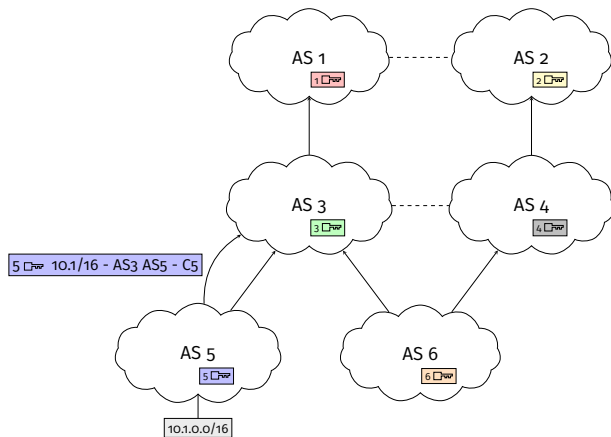 AS 1
1
AS 2
2
AS 3
3
AS 4
4
5 10.1/16 - AS3 AS5 - C5
AS 5
5
AS 6
6
10.1.0.0/16